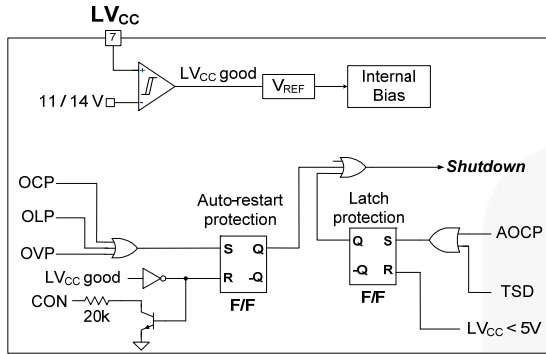 LVCC
7
+
-
11 / 14 V
LVCC good
VREF
Internal
Bias
Shutdown
OCP
OLP
OVP
Auto-restart
protection
S Q
R -Q
F/F
LVCC good
CON
20k
Latch
protection
Q S
-Q R
F/F
AOCP
TSD
LVCC < 5V